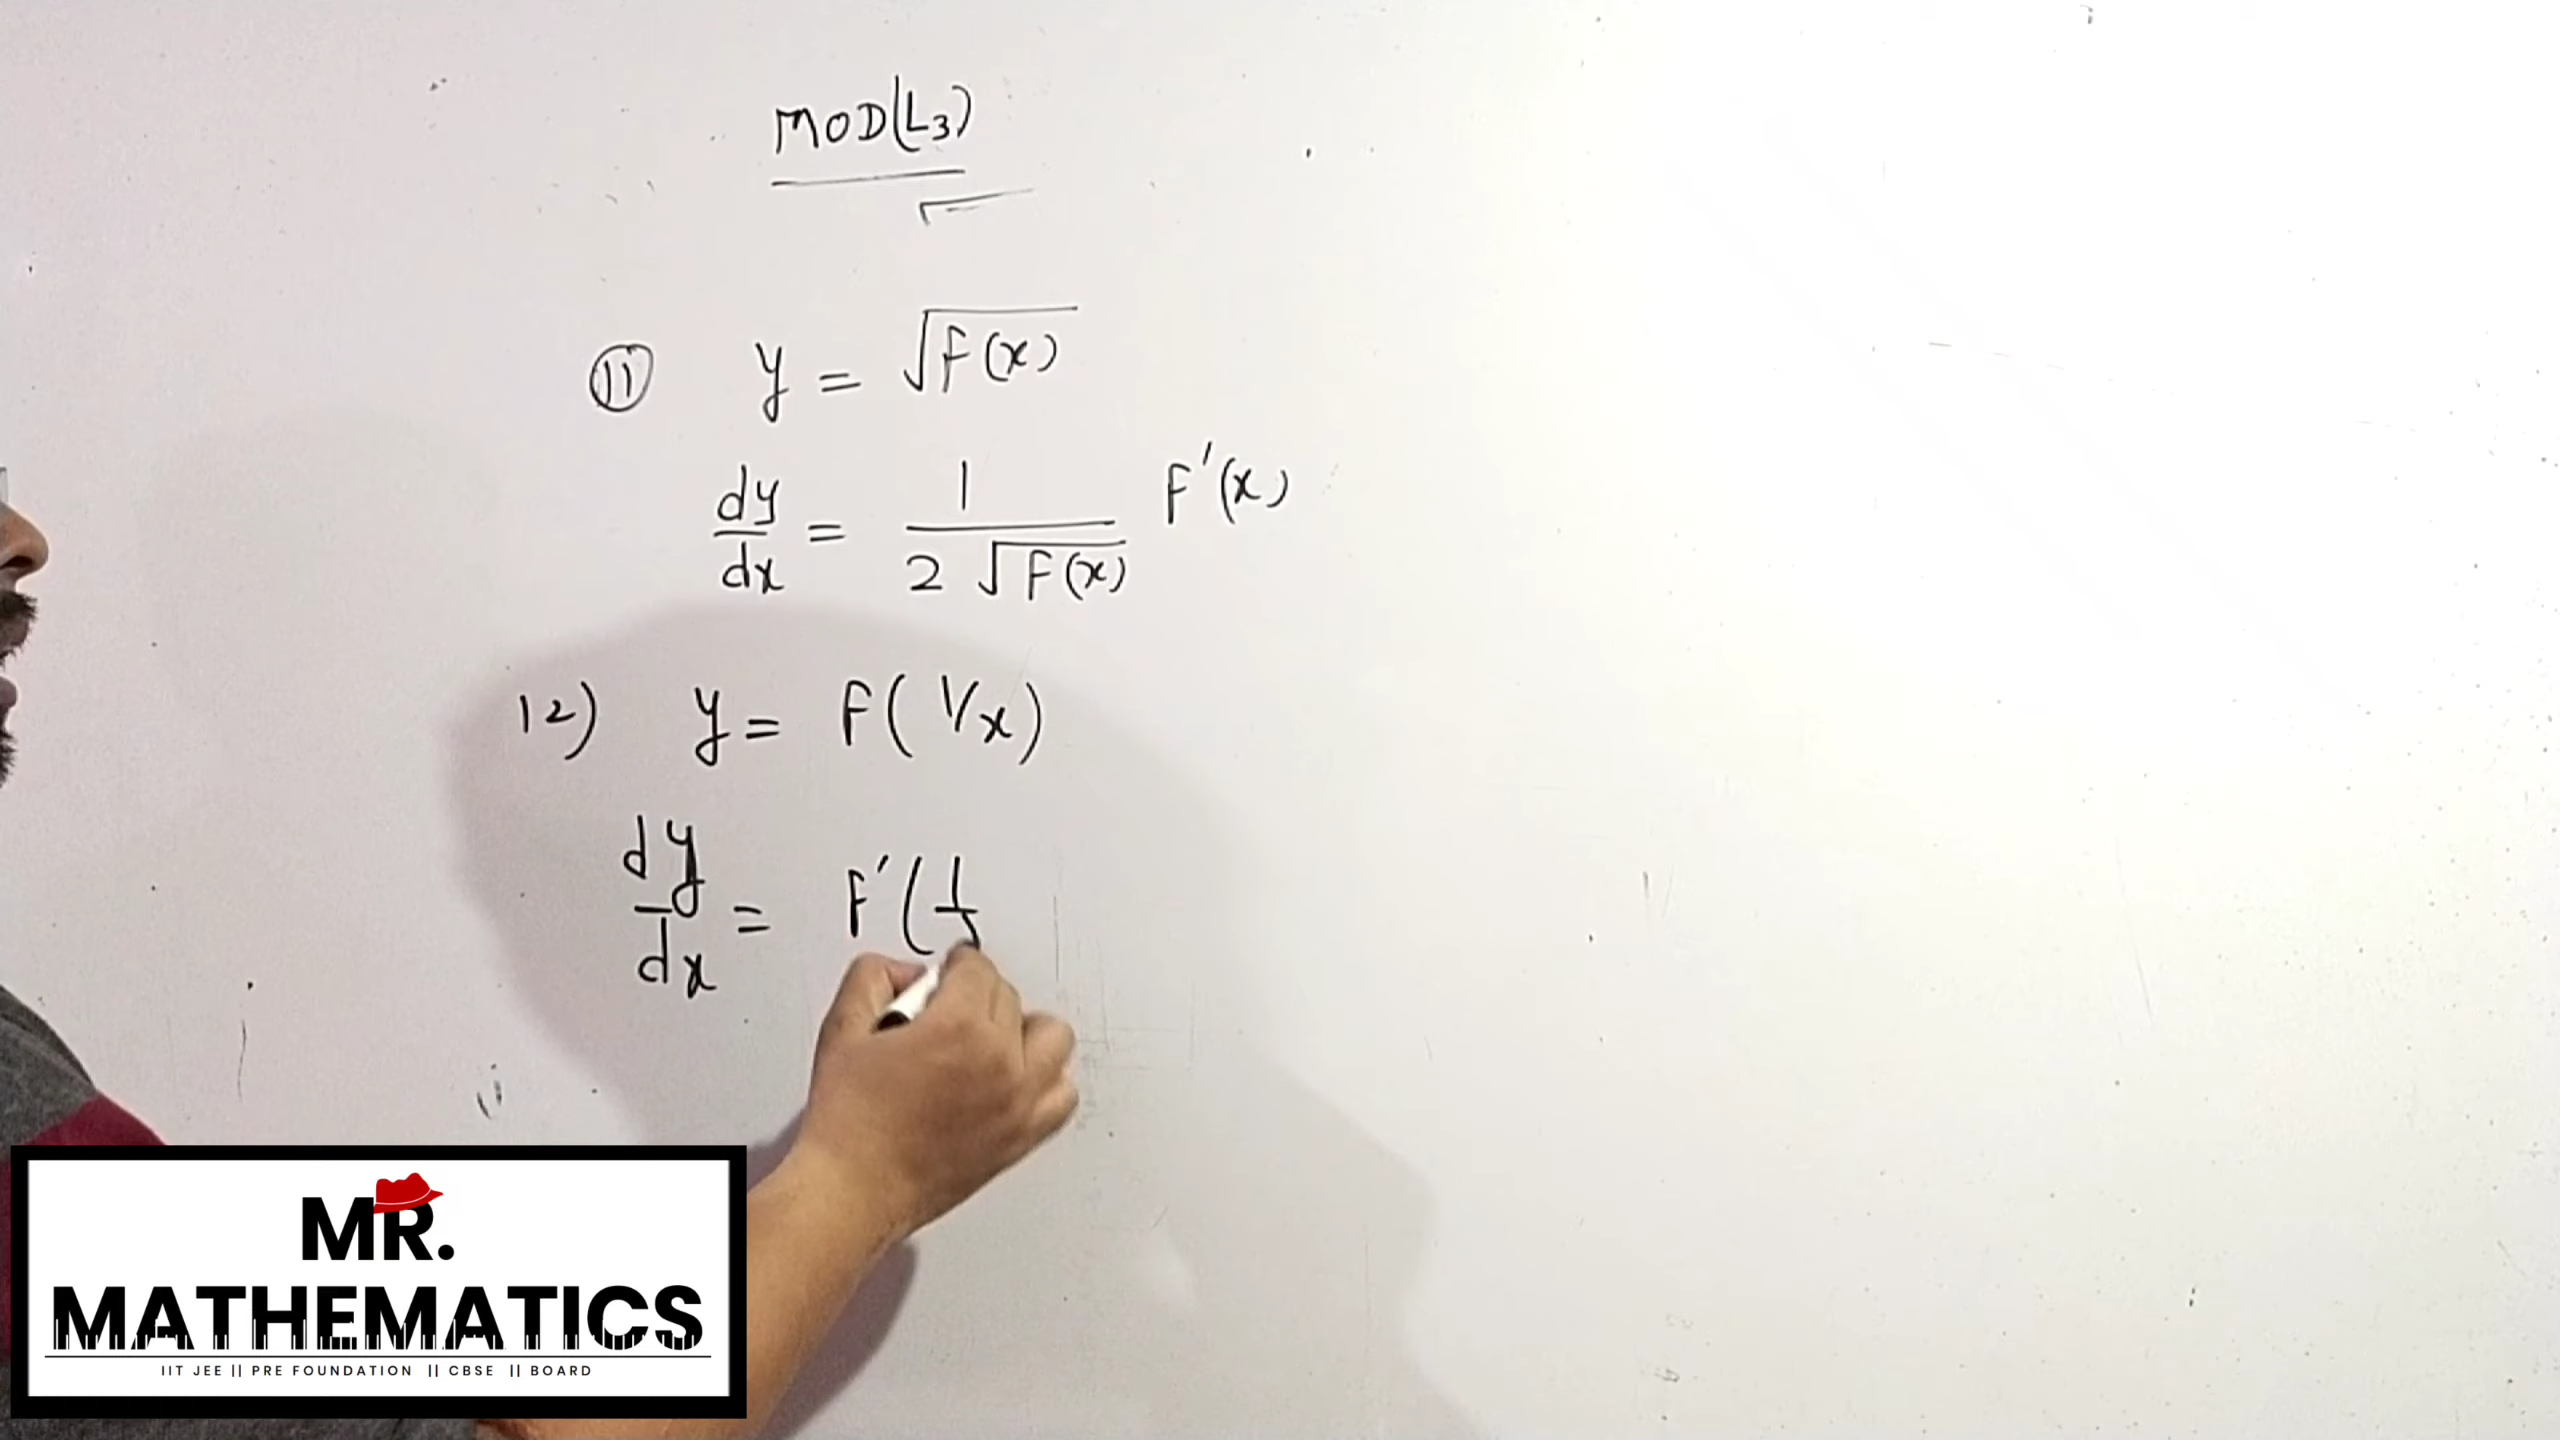 MOD(L3)
11 y = √F(x)
dy/dx = 1/(2√F(x)) F'(x)
12) y = F(1/x)
dy/dx = F'(1
MR.
MATHEMATICS
IIT JEE || PRE FOUNDATION || CBSE || BOARD